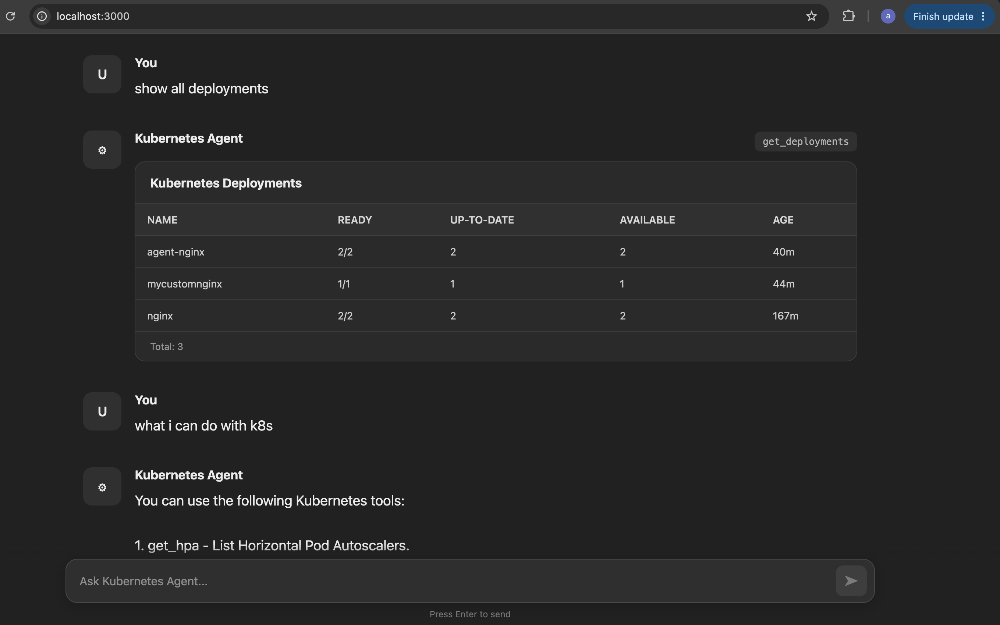 localhost:3000
a
Finish update
U
You
show all deployments
Kubernetes Agent
get_deployments
Kubernetes Deployments
NAME READY UP-TO-DATE AVAILABLE AGE
agent-nginx 2/2 2 2 40m
mycustomnginx 1/1 1 1 44m
nginx 2/2 2 2 167m
Total: 3
U
You
what i can do with k8s
Kubernetes Agent
You can use the following Kubernetes tools:
1. get_hpa - List Horizontal Pod Autoscalers.
Ask Kubernetes Agent...
Press Enter to send